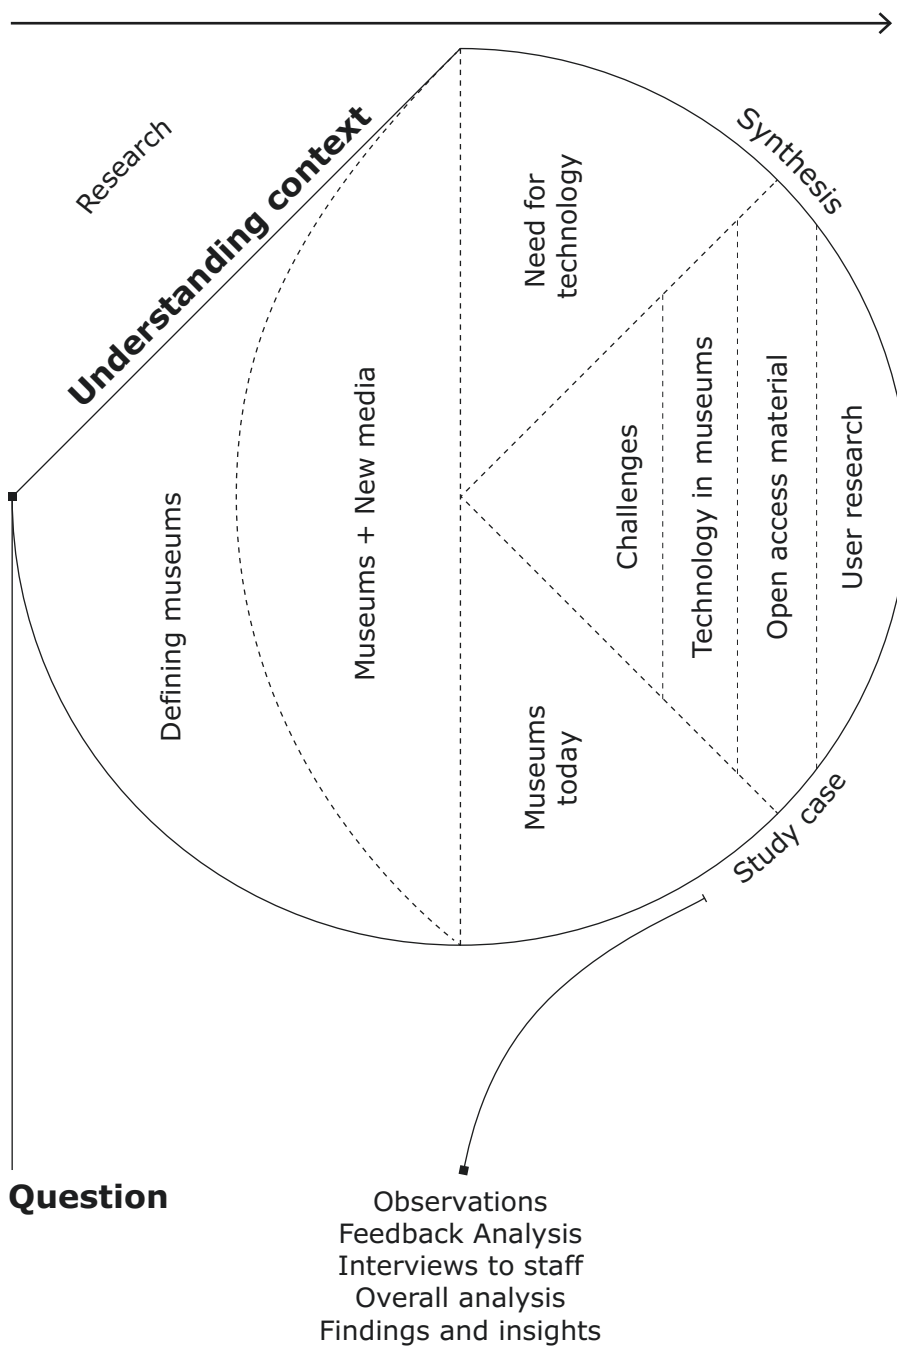 Research
Understanding context
Synthesis
Need for
technology
Defining museums
Museums + New media
Challenges
Technology in museums
Open access material
User research
Museums
today
Study case
Question
Observations
Feedback Analysis
Interviews to staff
Overall analysis
Findings and insights